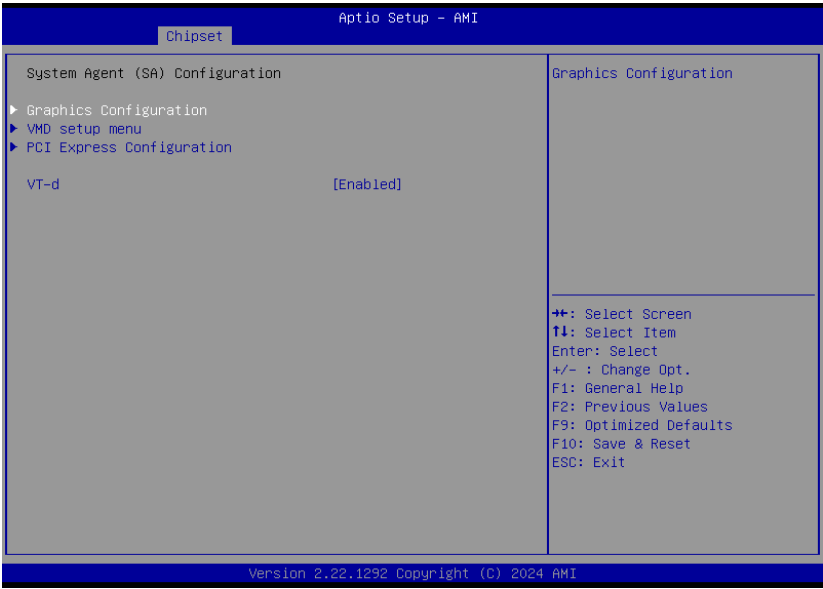 Aptio Setup – AMI
Chipset
System Agent (SA) Configuration
Graphics Configuration
VMD setup menu
PCI Express Configuration
VT-d [Enabled]
Graphics Configuration
→←: Select Screen
↑↓: Select Item
Enter: Select
+/- : Change Opt.
F1: General Help
F2: Previous Values
F9: Optimized Defaults
F10: Save & Reset
ESC: Exit
Version 2.22.1292 Copyright (C) 2024 AMI